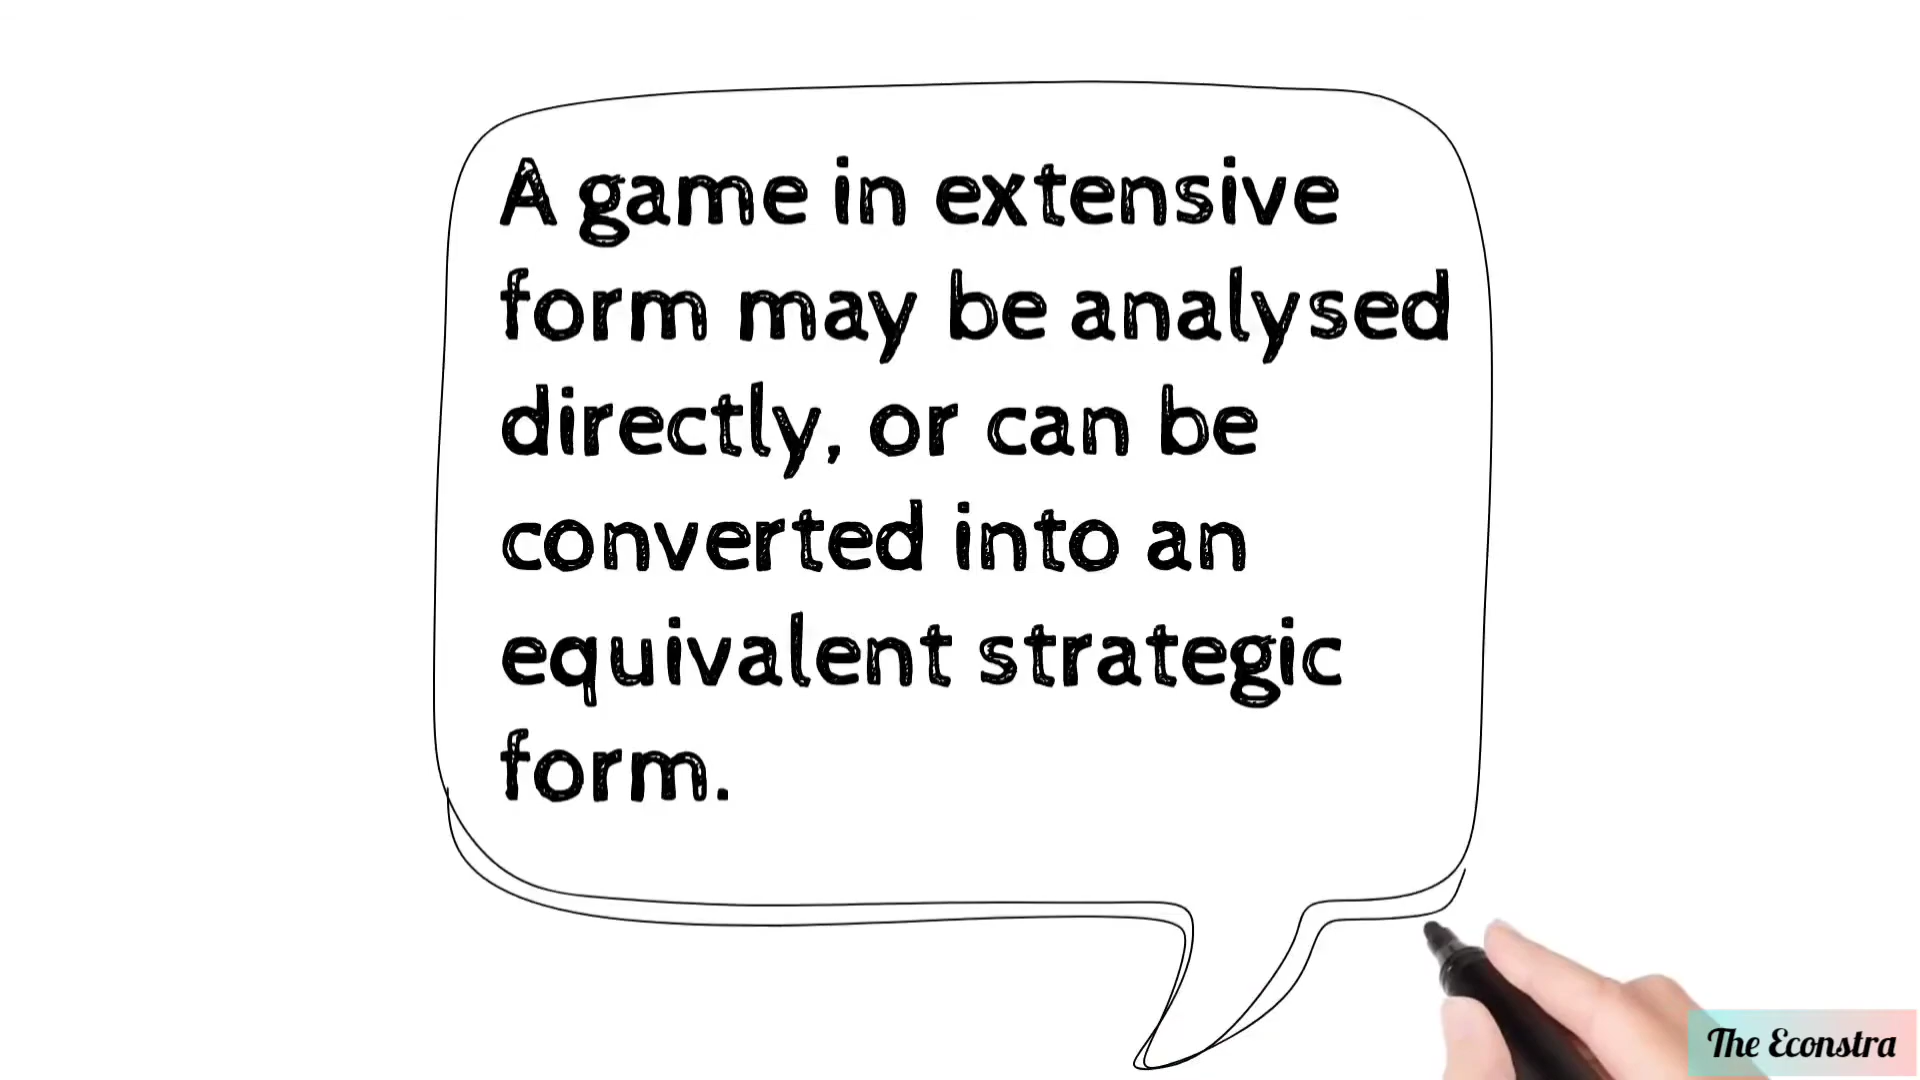 A game in extensive
form may be analysed
directly, or can be
converted into an
equivalent strategic
form.
The Econstra